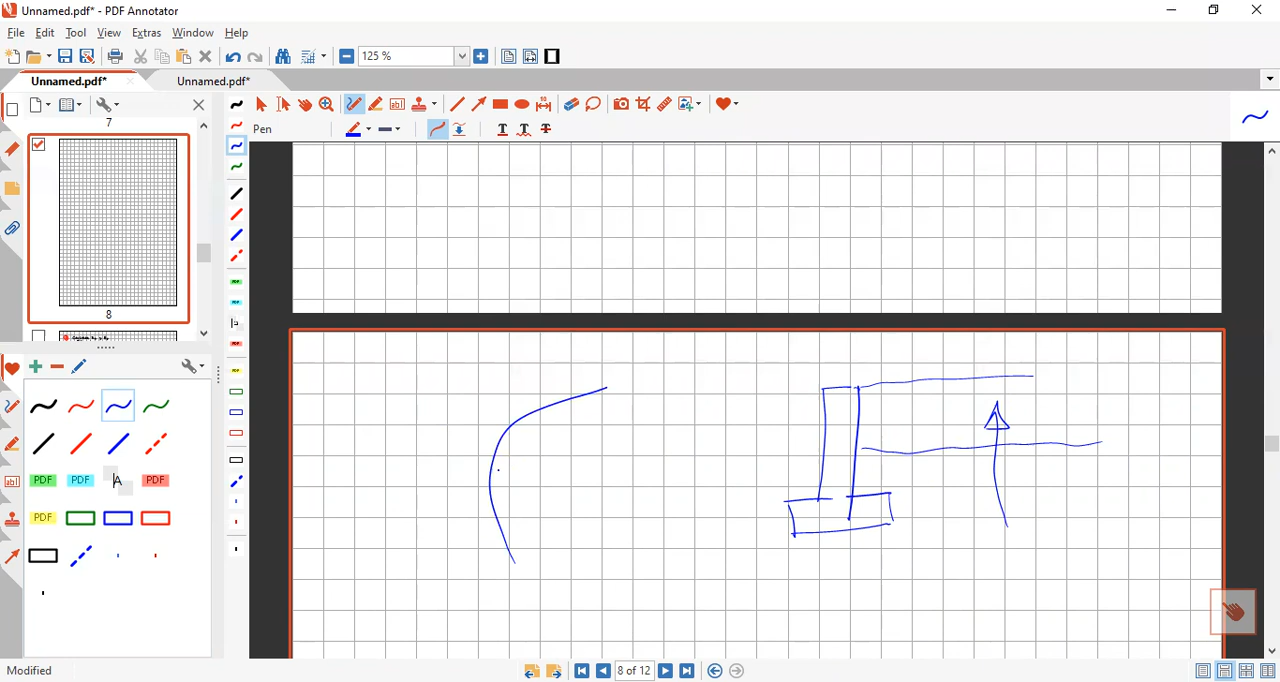 Unnamed.pdf* - PDF Annotator
File Edit Tool View Extras Window Help
125 %
Unnamed.pdf* Unnamed.pdf*
Pen
7
8
PDF PDF A PDF
PDF
8 of 12
Modified